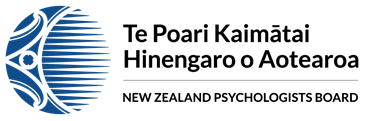 Te Poari Kaimātai
Hinengaro o Aotearoa
NEW ZEALAND PSYCHOLOGISTS BOARD